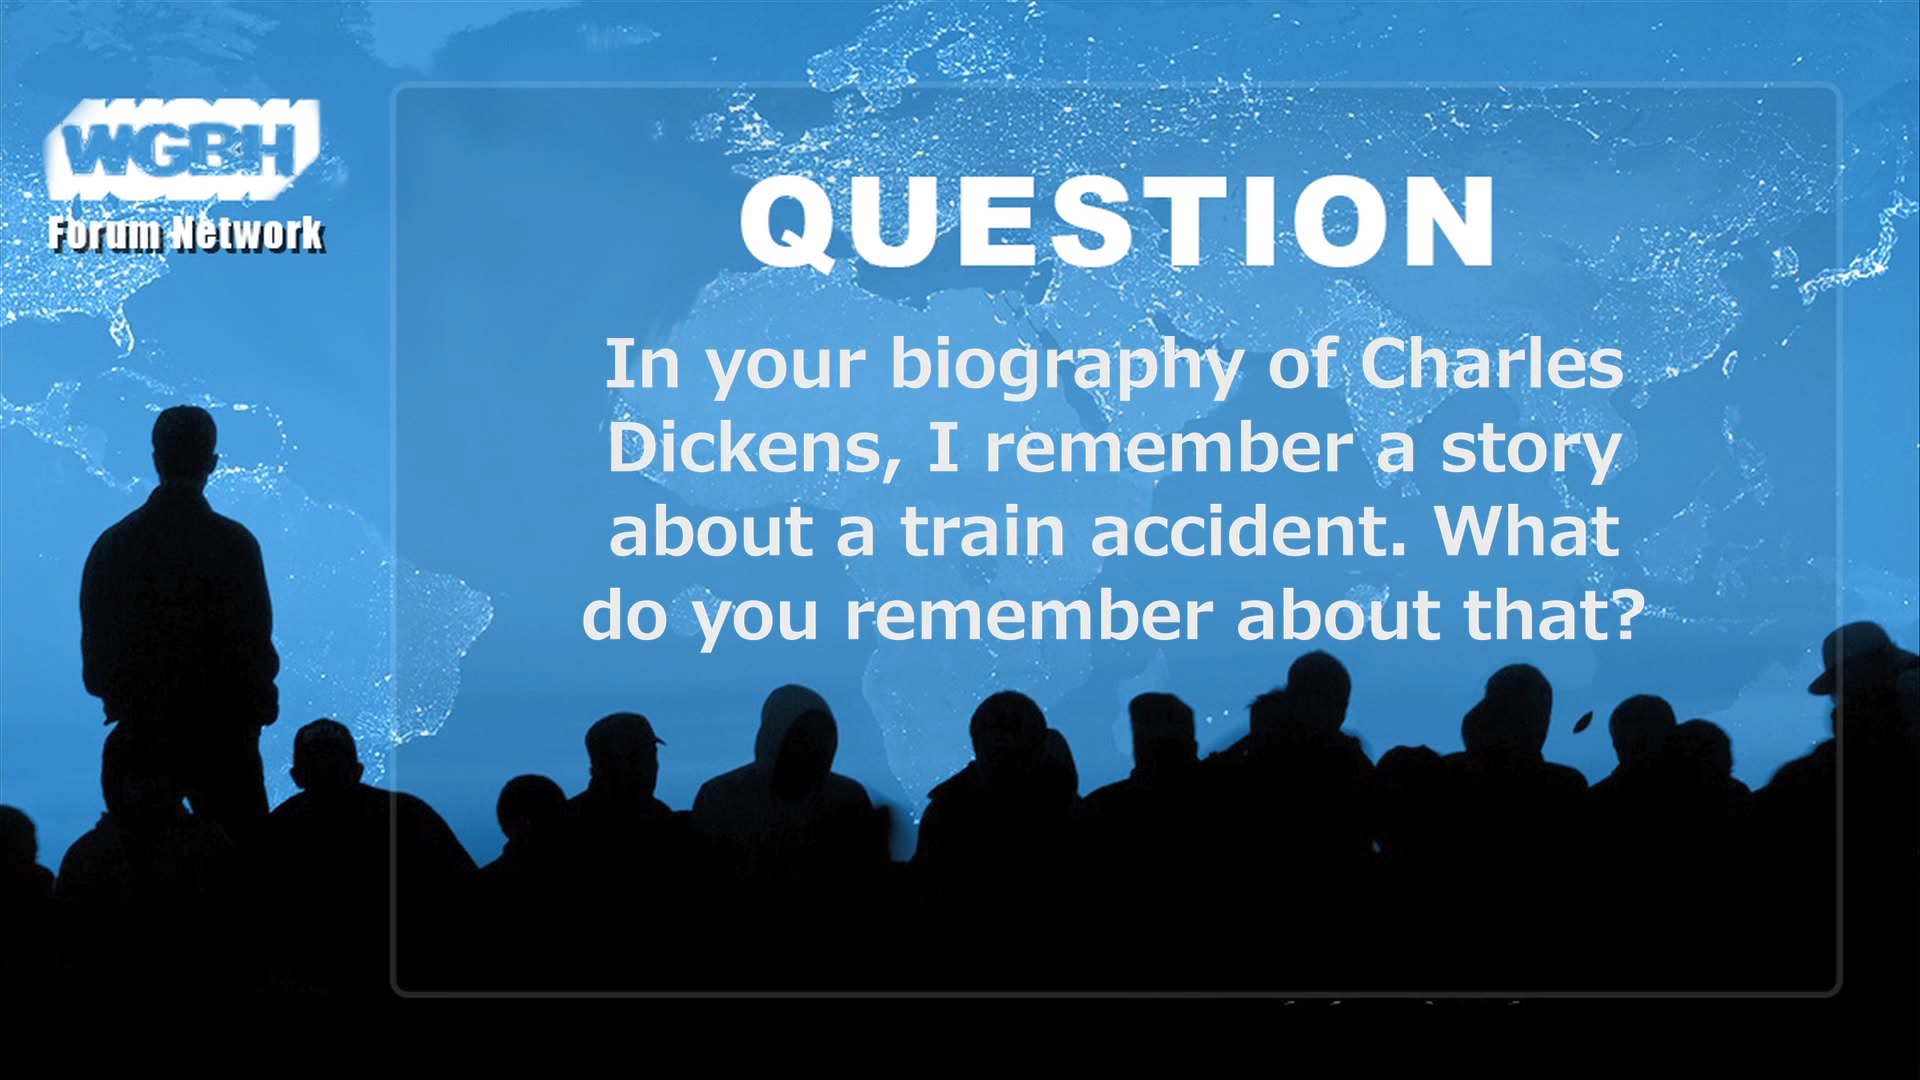 WGBH
Forum Network
QUESTION
In your biography of Charles
Dickens, I remember a story
about a train accident. What
do you remember about that?